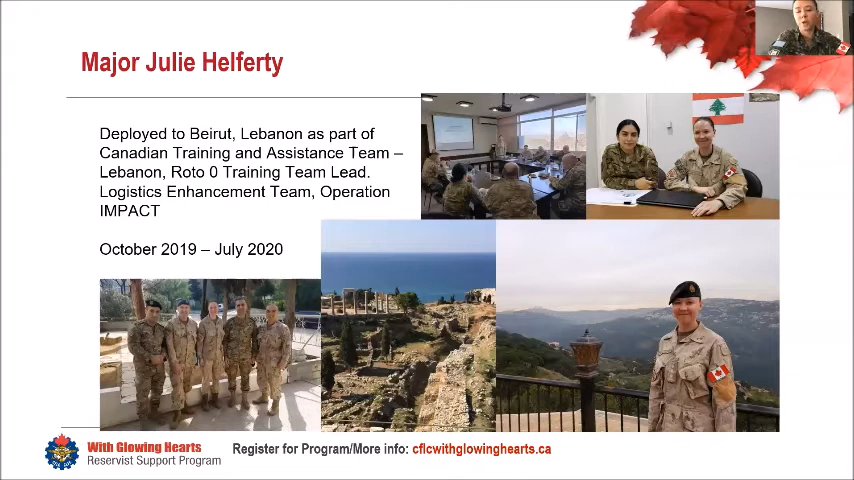 Major Julie Helferty
Deployed to Beirut, Lebanon as part of
Canadian Training and Assistance Team –
Lebanon, Roto 0 Training Team Lead.
Logistics Enhancement Team, Operation
IMPACT
October 2019 – July 2020
With Glowing Hearts
Reservist Support Program
Register for Program/More info: cflcwithglowinghearts.ca